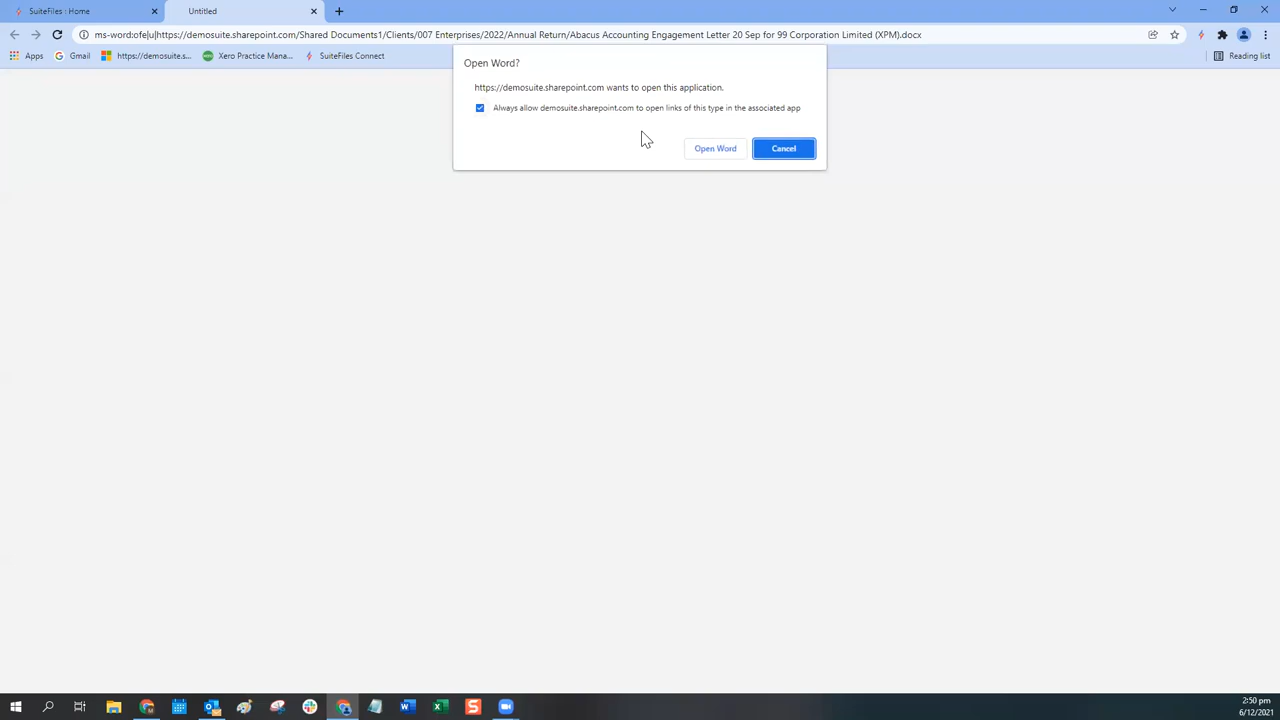 SuiteFiles : Home
Untitled
ms-word:ofe|u|https://demosuite.sharepoint.com/Shared Documents1/Clients/007 Enterprises/2022/Annual Return/Abacus Accounting Engagement Letter 20 Sep for 99 Corporation Limited (XPM).docx
Apps
Gmail
https://demosuite.s...
Xero Practice Mana...
SuiteFiles Connect
Reading list
Open Word?
https://demosuite.sharepoint.com wants to open this application.
Always allow demosuite.sharepoint.com to open links of this type in the associated app
Open Word
Cancel
2:50 pm
6/12/2021